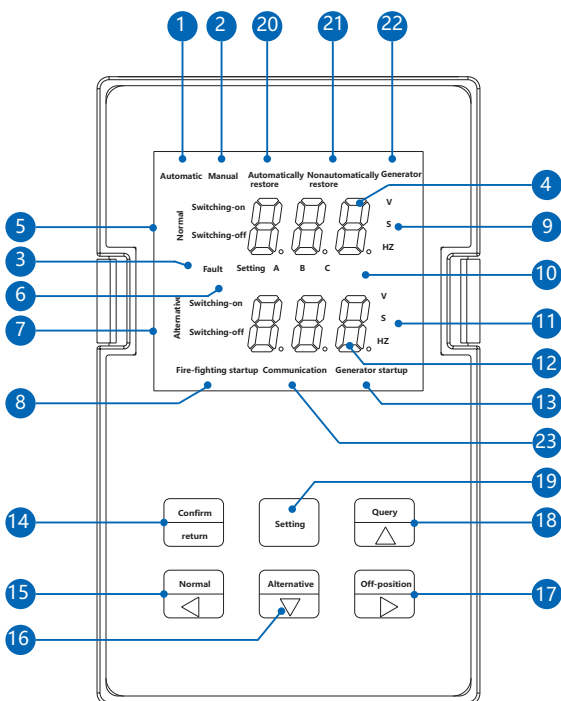 1 2 20 21 22
Automatic Manual Automatically restore Nonautomatically restore Generator
4
Normal
Switching-on
V
5
S
9
Switching-off
HZ
3
Fault Setting A B C
10
6
Alternative
Switching-on
V
7
S
11
Switching-off
HZ
12
Fire-fighting startup Communication Generator startup
8
13
23
19
14
Confirm
return
Setting
Query
18
15
Normal
Alternative
Off-position
17
16